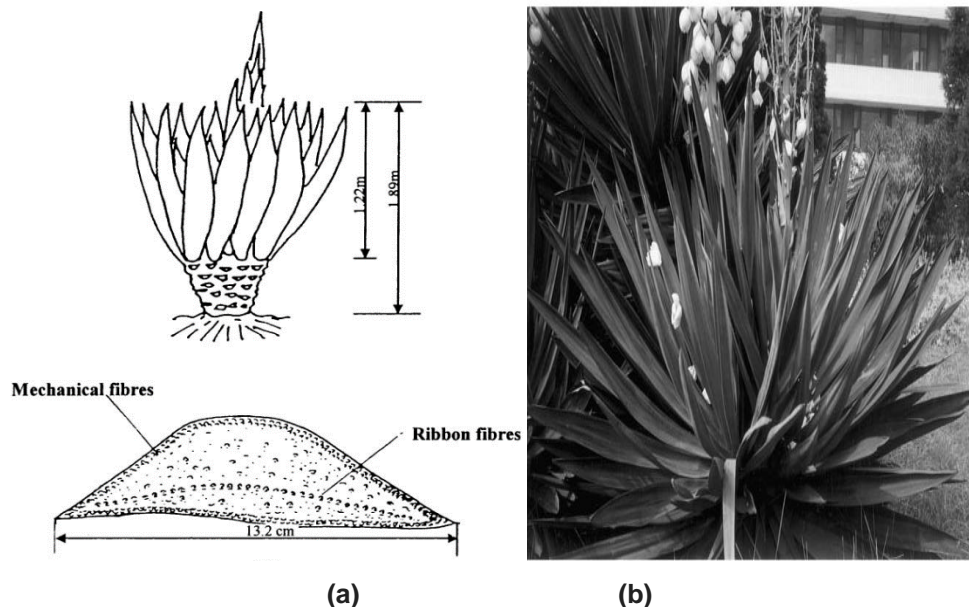 1.22m
1.89m
Mechanical fibres
Ribbon fibres
13.2 cm
(a)
(b)